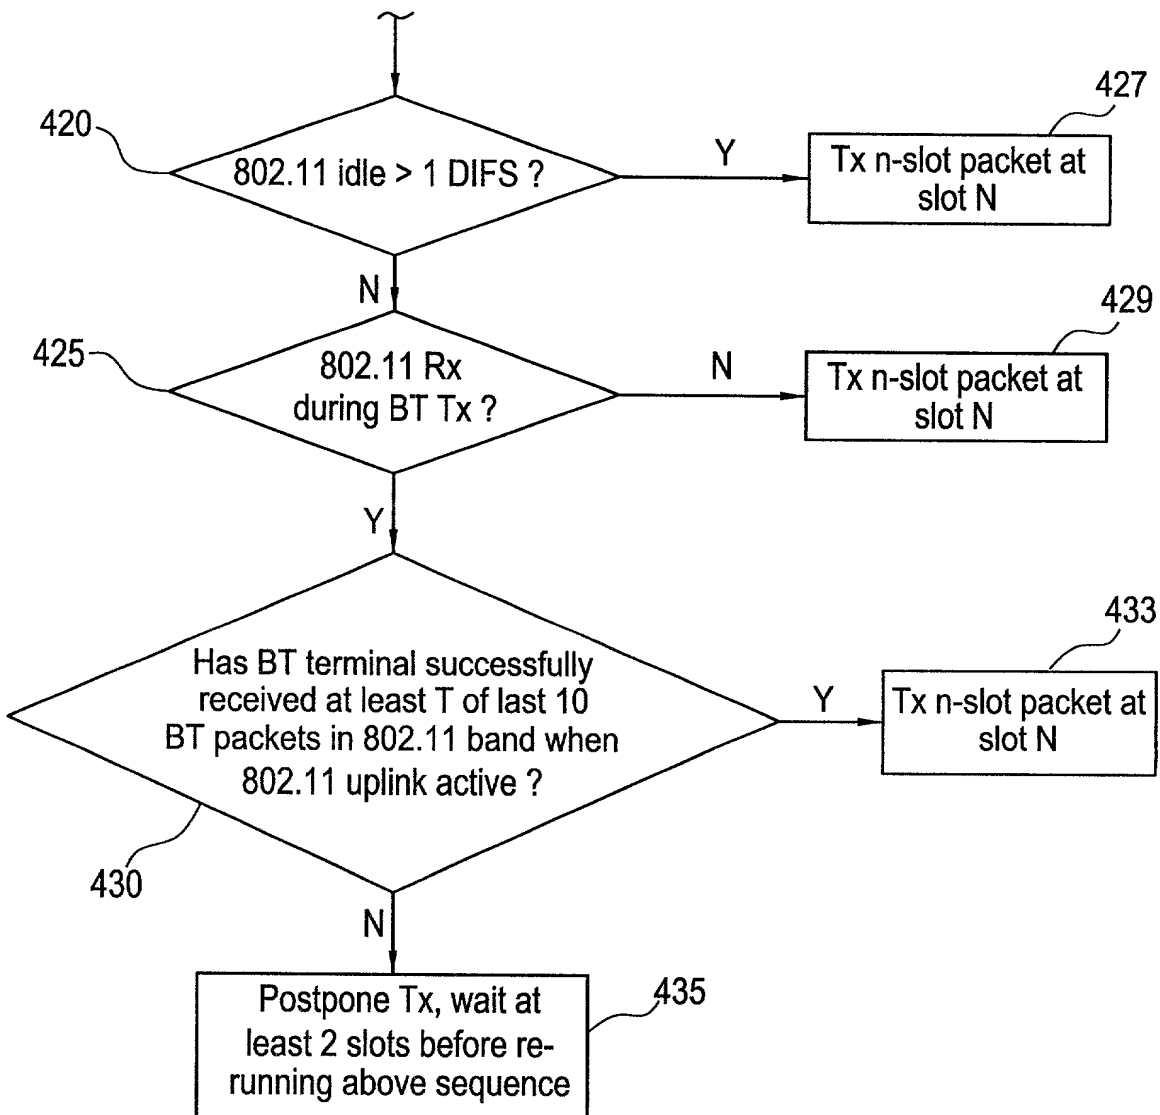 427
420
802.11 idle > 1 DIFS ?
Y
Tx n-slot packet at
slot N
N
429
425
802.11 Rx
during BT Tx ?
N
Tx n-slot packet at
slot N
Y
433
Has BT terminal successfully
received at least T of last 10
BT packets in 802.11 band when
802.11 uplink active ?
Y
Tx n-slot packet at
slot N
430
N
Postpone Tx, wait at
least 2 slots before re-
running above sequence
435